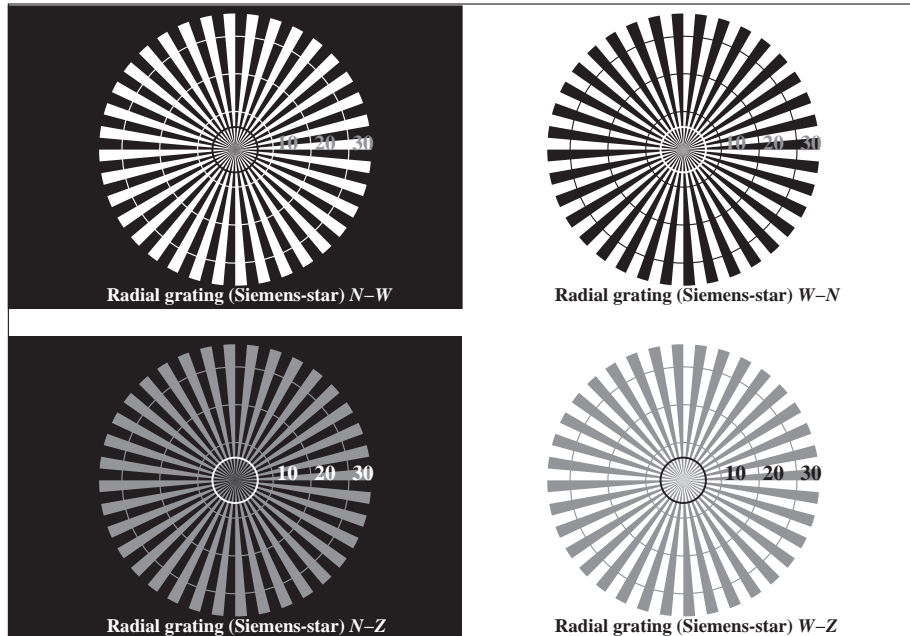 10 20 30
Radial grating (Siemens-star) N–W
10 20 30
Radial grating (Siemens-star) W–N
10 20 30
Radial grating (Siemens-star) N–Z
10 20 30
Radial grating (Siemens-star) W–Z